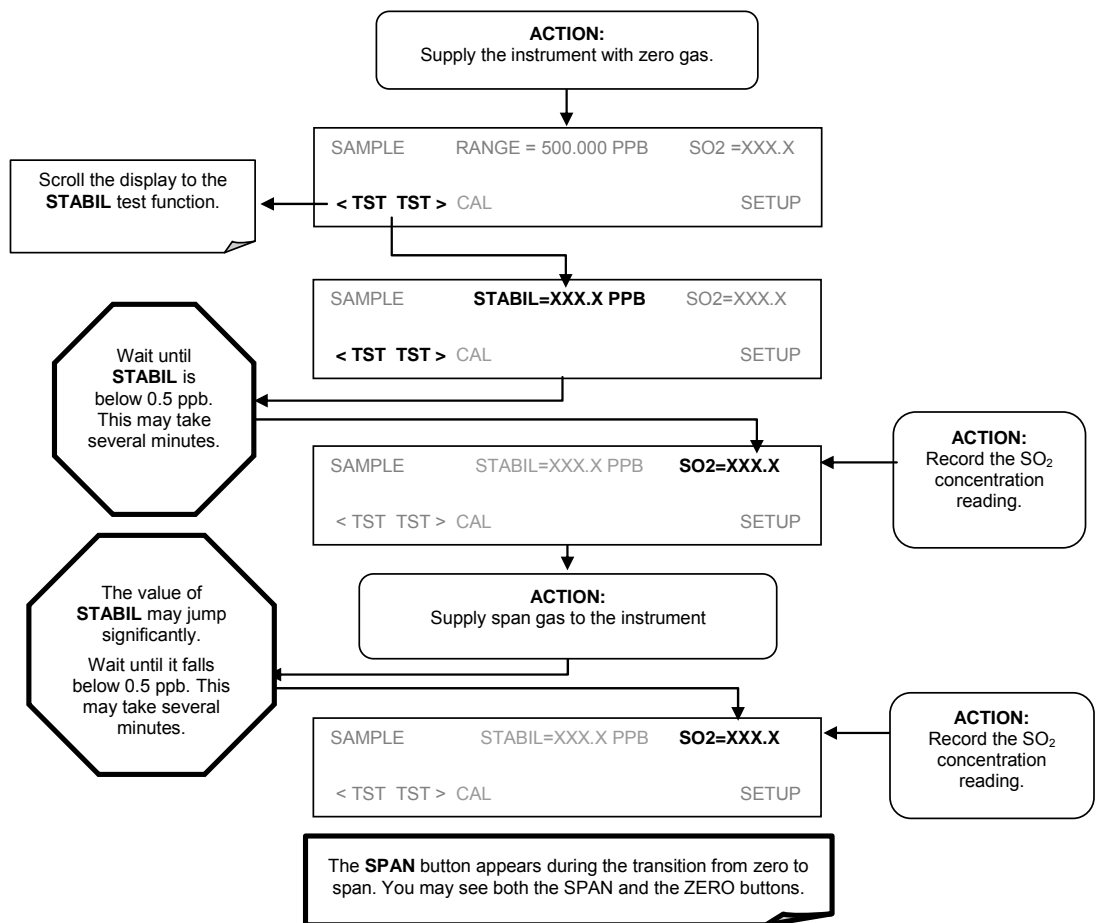 ACTION:
Supply the instrument with zero gas.
SAMPLE RANGE = 500.000 PPB SO2 =XXX.X
< TST TST > CAL SETUP
Scroll the display to the
STABIL test function.
SAMPLE STABIL=XXX.X PPB SO2=XXX.X
< TST TST > CAL SETUP
Wait until
STABIL is
below 0.5 ppb.
This may take
several minutes.
SAMPLE STABIL=XXX.X PPB SO2=XXX.X
< TST TST > CAL SETUP
ACTION:
Record the SO₂
concentration
reading.
ACTION:
Supply span gas to the instrument
The value of
STABIL may jump
significantly.
Wait until it falls
below 0.5 ppb. This
may take several
minutes.
SAMPLE STABIL=XXX.X PPB SO2=XXX.X
< TST TST > CAL SETUP
ACTION:
Record the SO₂
concentration
reading.
The SPAN button appears during the transition from zero to
span. You may see both the SPAN and the ZERO buttons.